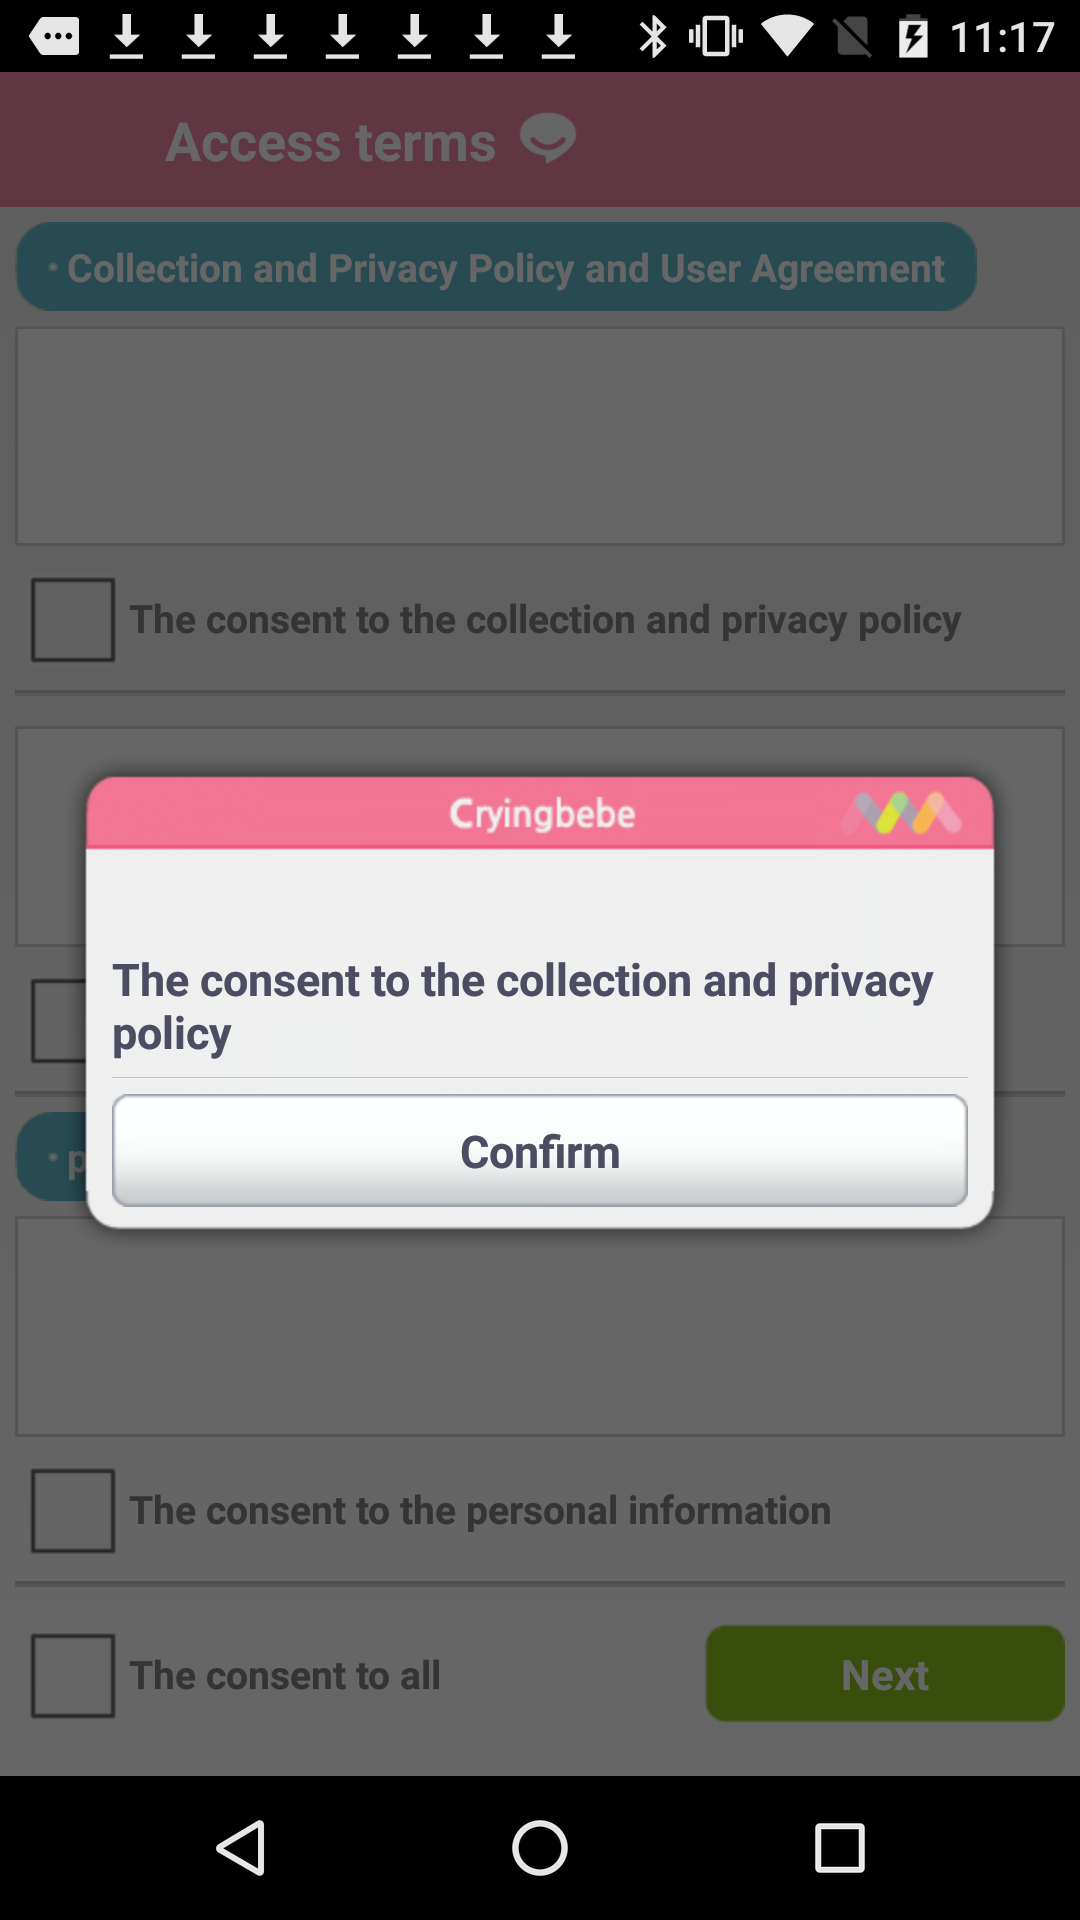 11:17
Access terms
• Collection and Privacy Policy and User Agreement
The consent to the collection and privacy policy
Cryingbebe
The consent to the collection and privacy
policy
Confirm
• p
The consent to the personal information
The consent to all
Next